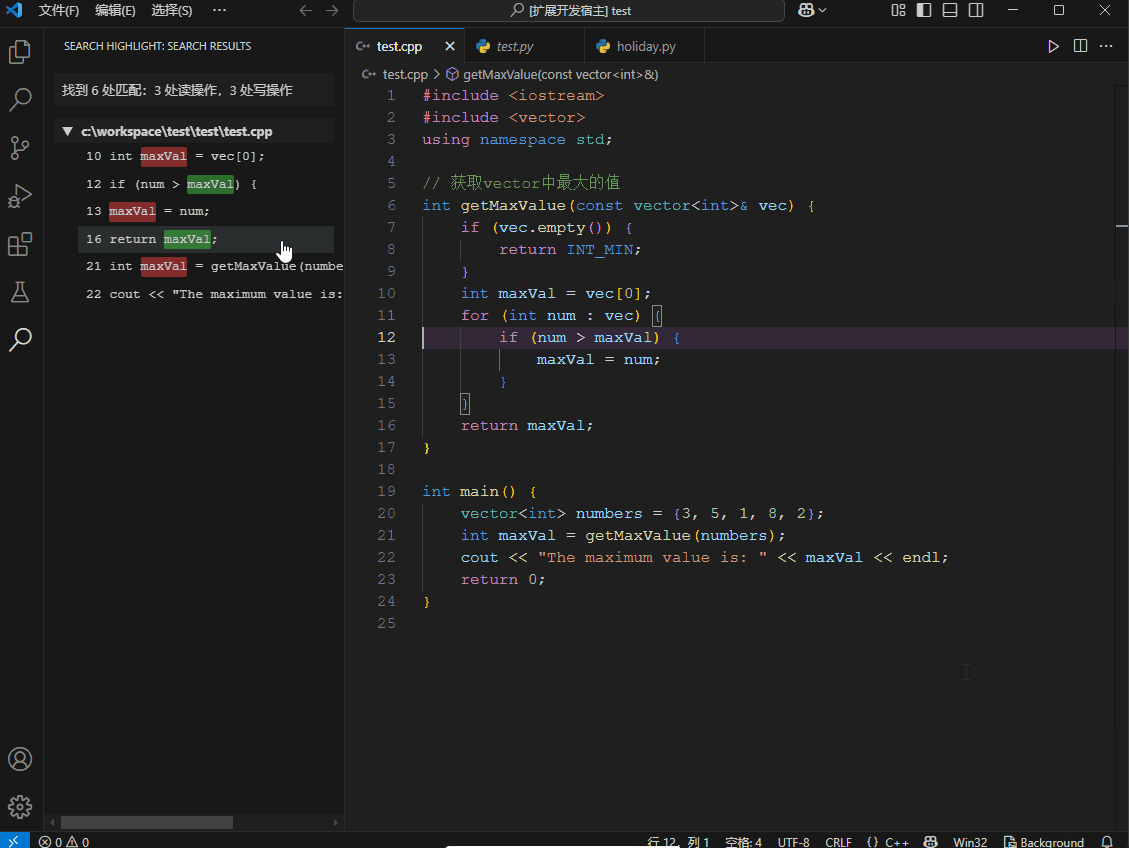 文件(F) 编辑(E) 选择(S) ··· [扩展开发宿主] test
SEARCH HIGHLIGHT: SEARCH RESULTS
找到 6 处匹配：3 处读操作，3 处写操作
c:\workspace\test\test\test.cpp
10 int maxVal = vec[0];
12 if (num > maxVal) {
13 maxVal = num;
16 return maxVal;
21 int maxVal = getMaxValue(numbe
22 cout << "The maximum value is:
C++ test.cpp test.py holiday.py
C++ test.cpp > getMaxValue(const vector<int>&)
1 #include <iostream>
2 #include <vector>
3 using namespace std;
4
5 // 获取vector中最大的值
6 int getMaxValue(const vector<int>& vec) {
7 if (vec.empty()) {
8 return INT_MIN;
9 }
10 int maxVal = vec[0];
11 for (int num : vec) {
12 if (num > maxVal) {
13 maxVal = num;
14 }
15 }
16 return maxVal;
17 }
18
19 int main() {
20 vector<int> numbers = {3, 5, 1, 8, 2};
21 int maxVal = getMaxValue(numbers);
22 cout << "The maximum value is: " << maxVal << endl;
23 return 0;
24 }
25
0 0 行 12, 列 1 空格: 4 UTF-8 CRLF {} C++ Win32 Background